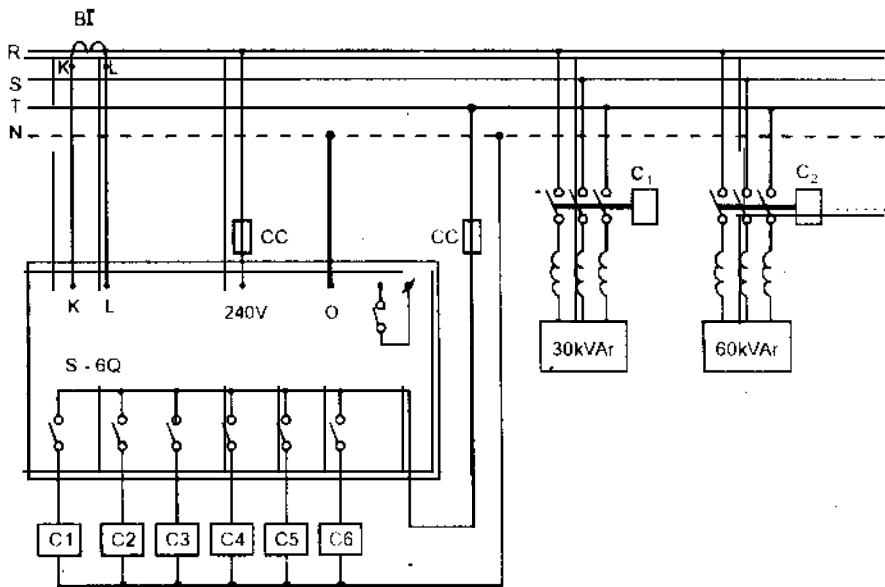 BI
R
K L
S
T
N
C1
C2
CC
CC
K L 240V O
30kVAr
60kVAr
S - 6Q
C1 C2 C3 C4 C5 C6